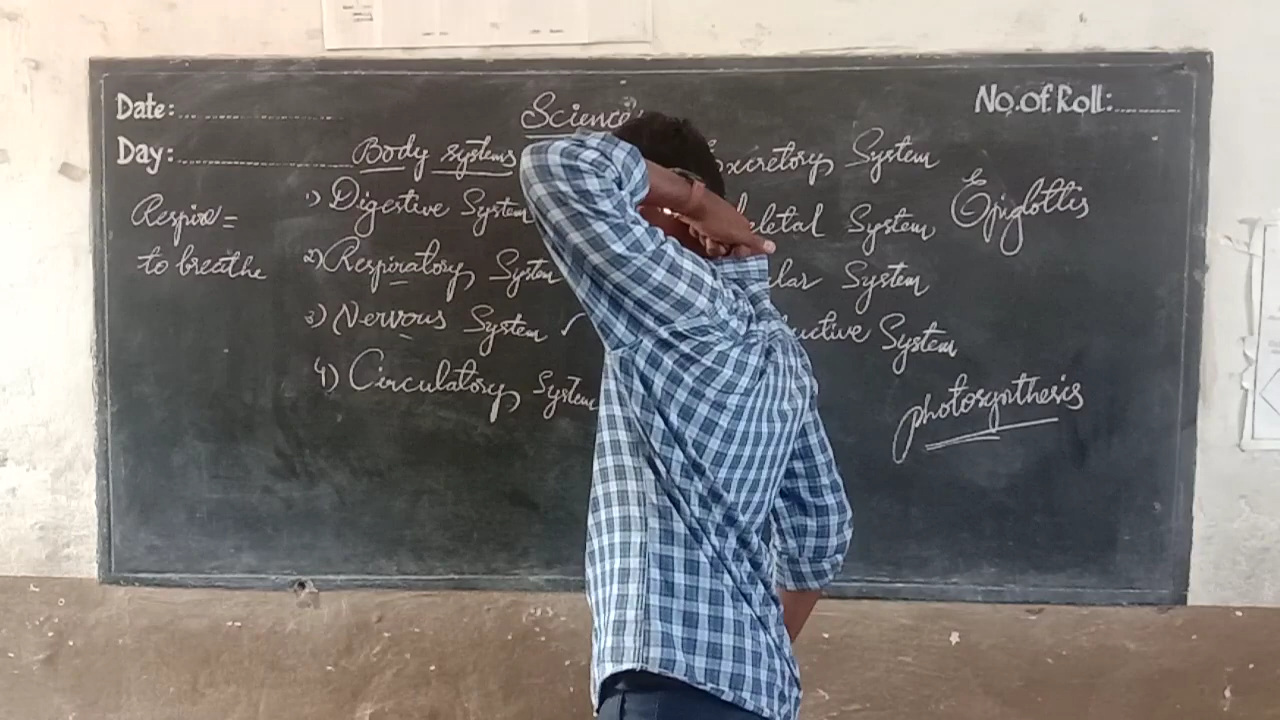 Date:
Science
No.of.Roll:
Day:
Body systems
Respire =
to breathe
1) Digestive System
2) Respiratory System
3) Nervous System ✓
4) Circulatory System
Excretory System
System
System
System
Epiglottis
photosynthesis